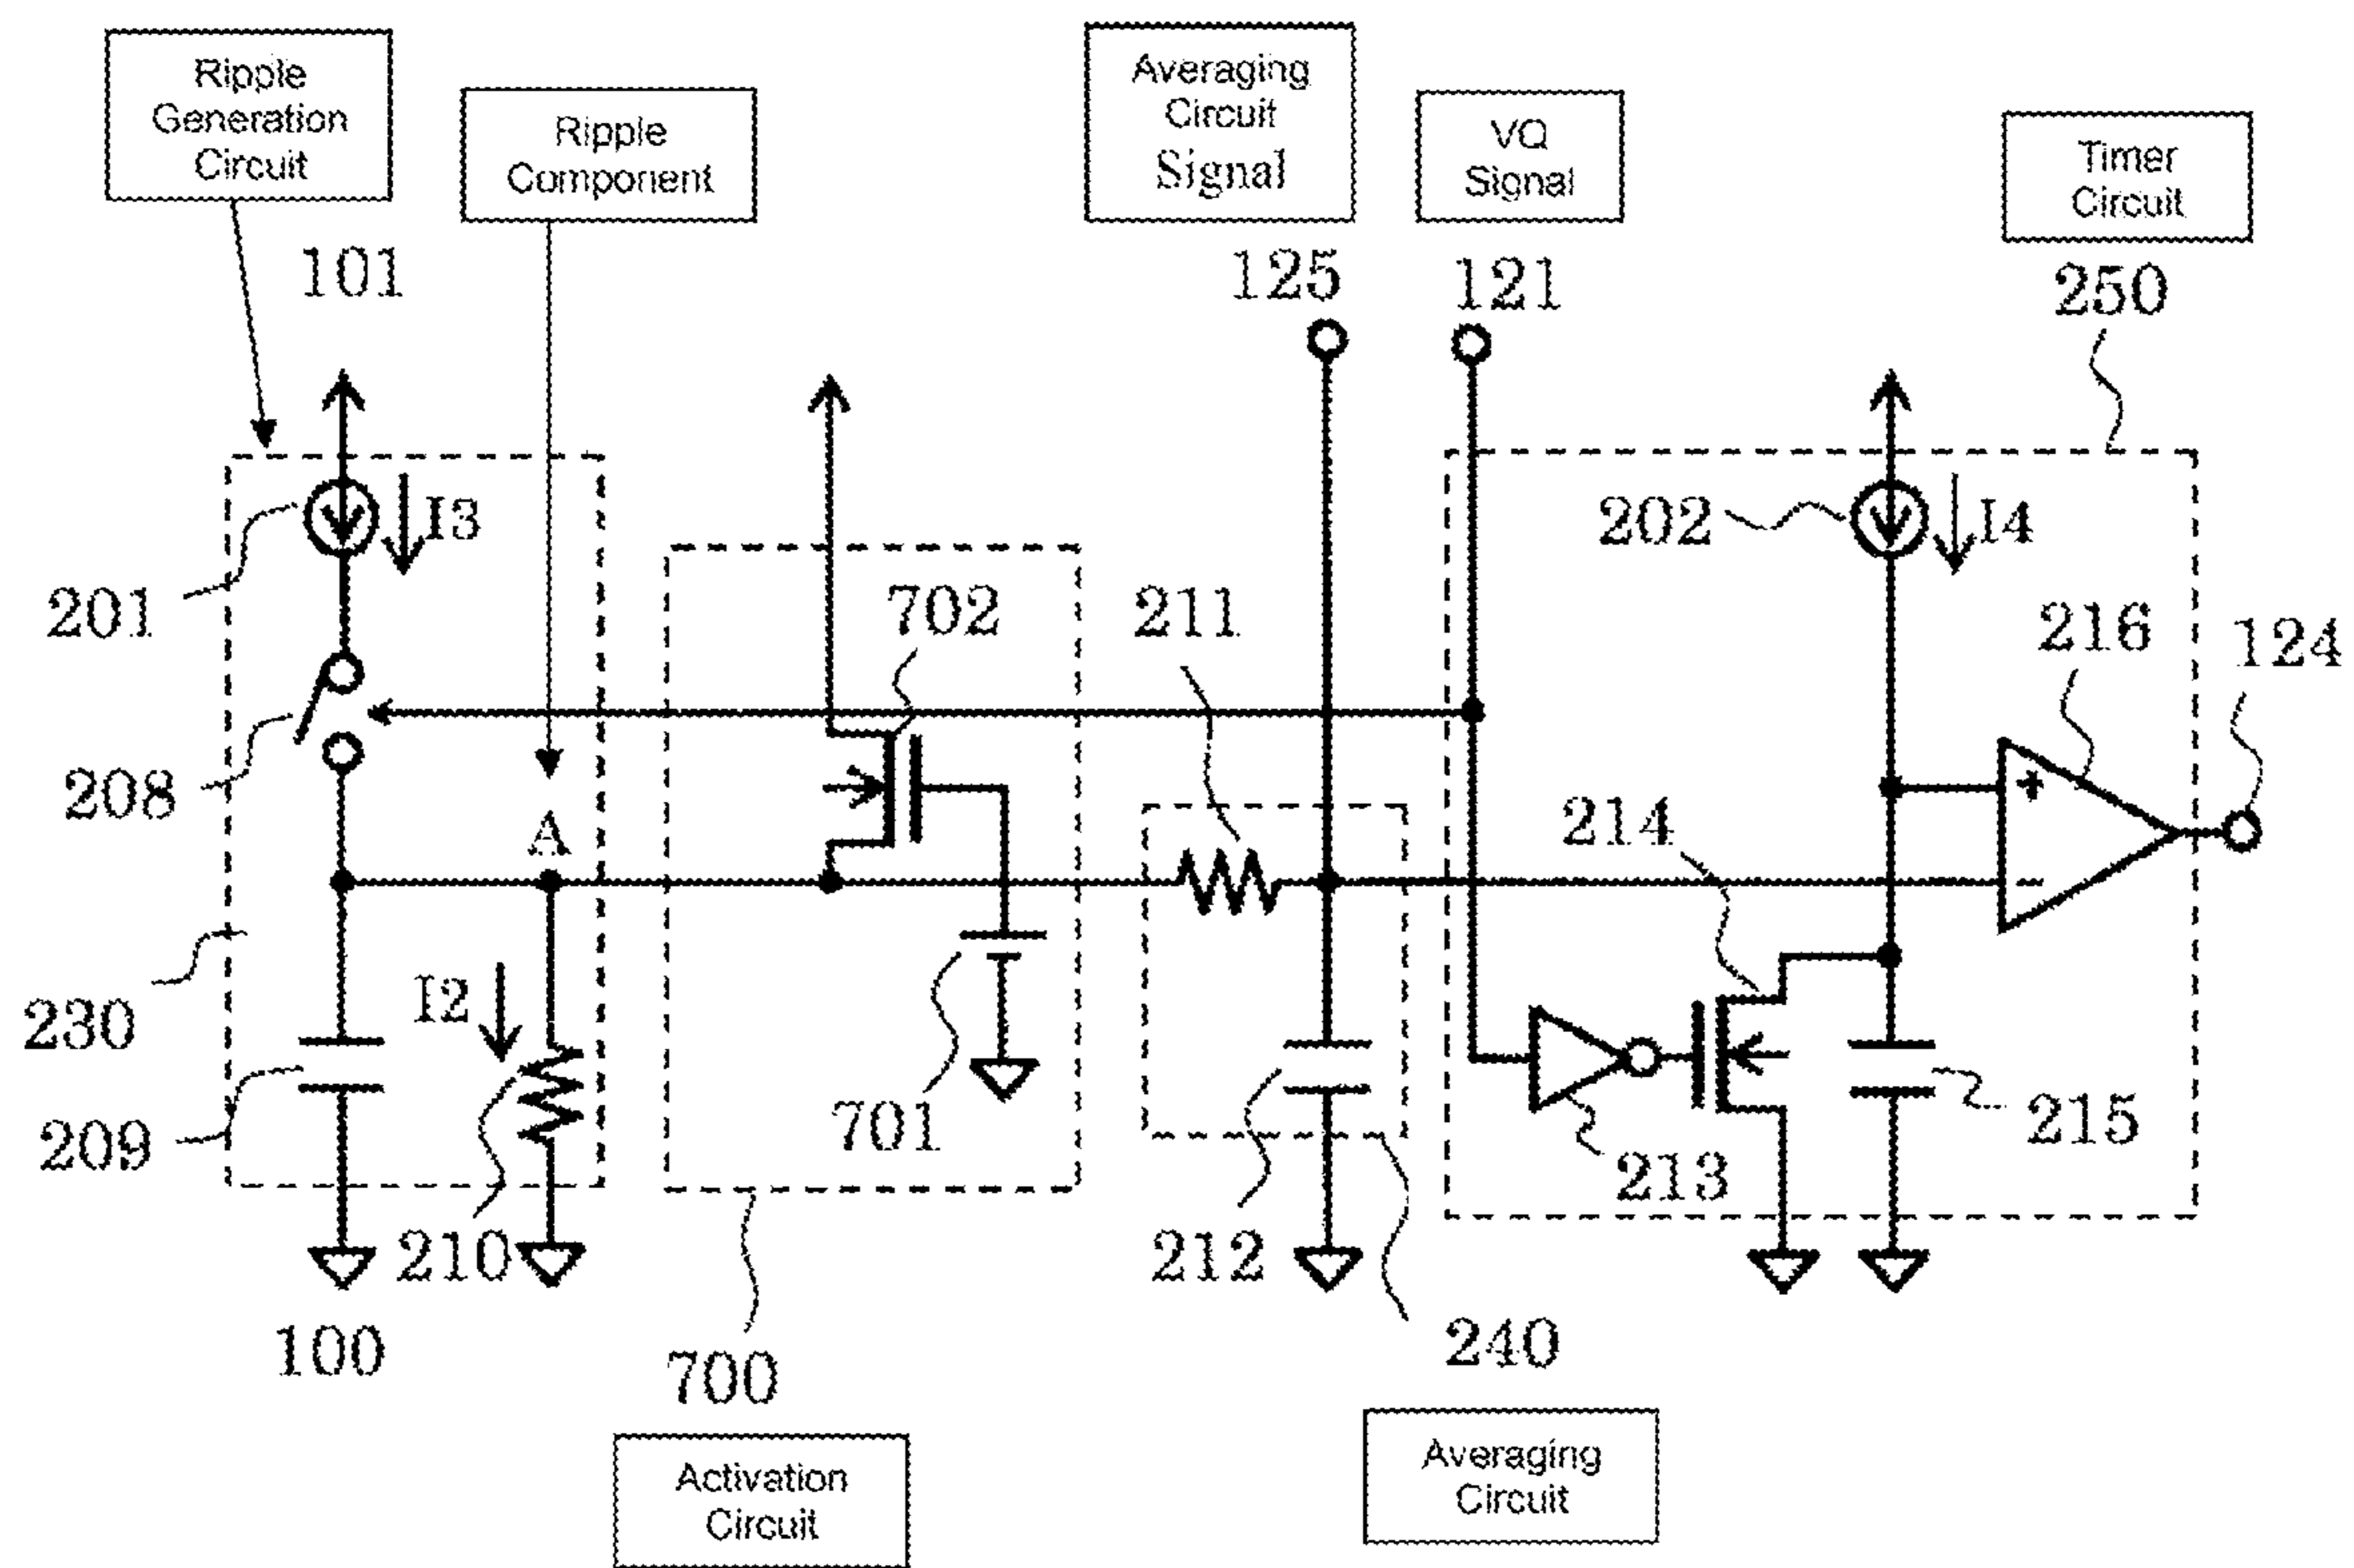 Ripple
Generation
Circuit
Ripple
Component
Averaging
Circuit
Signal
VQ
Signal
Timer
Circuit
101
125
121
250
201
I3
702
211
202
I4
216
124
208
A
214
+
-
230
I2
209
210
701
212
213
215
100
700
240
Activation
Circuit
Averaging
Circuit